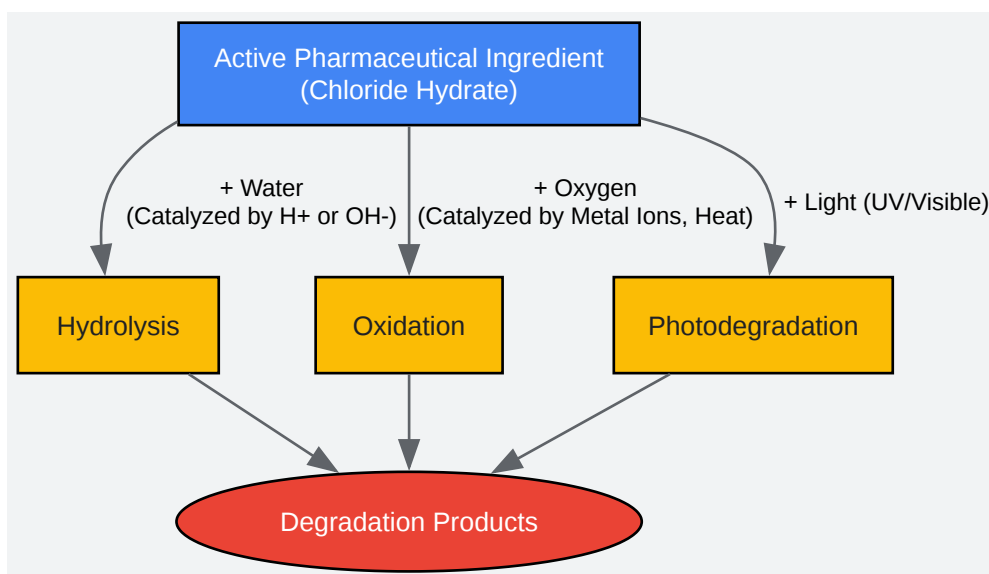 Active Pharmaceutical Ingredient
(Chloride Hydrate)
+ Water
(Catalyzed by H+ or OH-)
+ Oxygen
(Catalyzed by Metal Ions, Heat)
+ Light (UV/Visible)
Hydrolysis
Oxidation
Photodegradation
Degradation Products